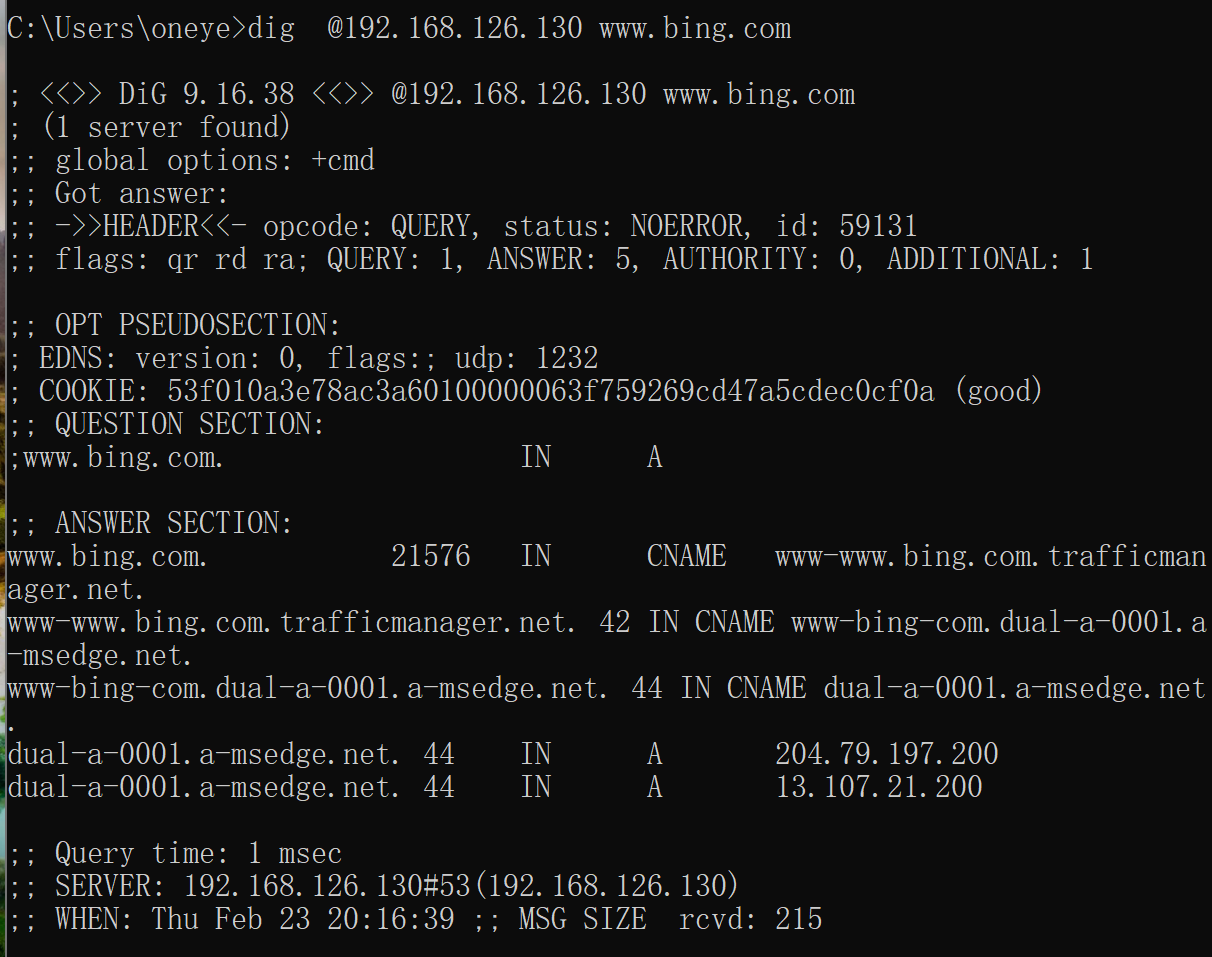 C:\Users\oneye>dig  @192.168.126.130 www.bing.com
; <<>> DiG 9.16.38 <<>> @192.168.126.130 www.bing.com
; (1 server found)
;; global options: +cmd
;; Got answer:
;; ->>HEADER<<- opcode: QUERY, status: NOERROR, id: 59131
;; flags: qr rd ra; QUERY: 1, ANSWER: 5, AUTHORITY: 0, ADDITIONAL: 1
;; OPT PSEUDOSECTION:
; EDNS: version: 0, flags:; udp: 1232
; COOKIE: 53f010a3e78ac3a60100000063f759269cd47a5cdec0cf0a (good)
;; QUESTION SECTION:
;www.bing.com. IN A
;; ANSWER SECTION:
www.bing.com. 21576 IN CNAME www-www.bing.com.trafficman
ager.net.
www-www.bing.com.trafficmanager.net. 42 IN CNAME www-bing-com.dual-a-0001.a
-msedge.net.
www-bing-com.dual-a-0001.a-msedge.net. 44 IN CNAME dual-a-0001.a-msedge.net
.
dual-a-0001.a-msedge.net. 44 IN A 204.79.197.200
dual-a-0001.a-msedge.net. 44 IN A 13.107.21.200
;; Query time: 1 msec
;; SERVER: 192.168.126.130#53(192.168.126.130)
;; WHEN: Thu Feb 23 20:16:39 ;; MSG SIZE  rcvd: 215